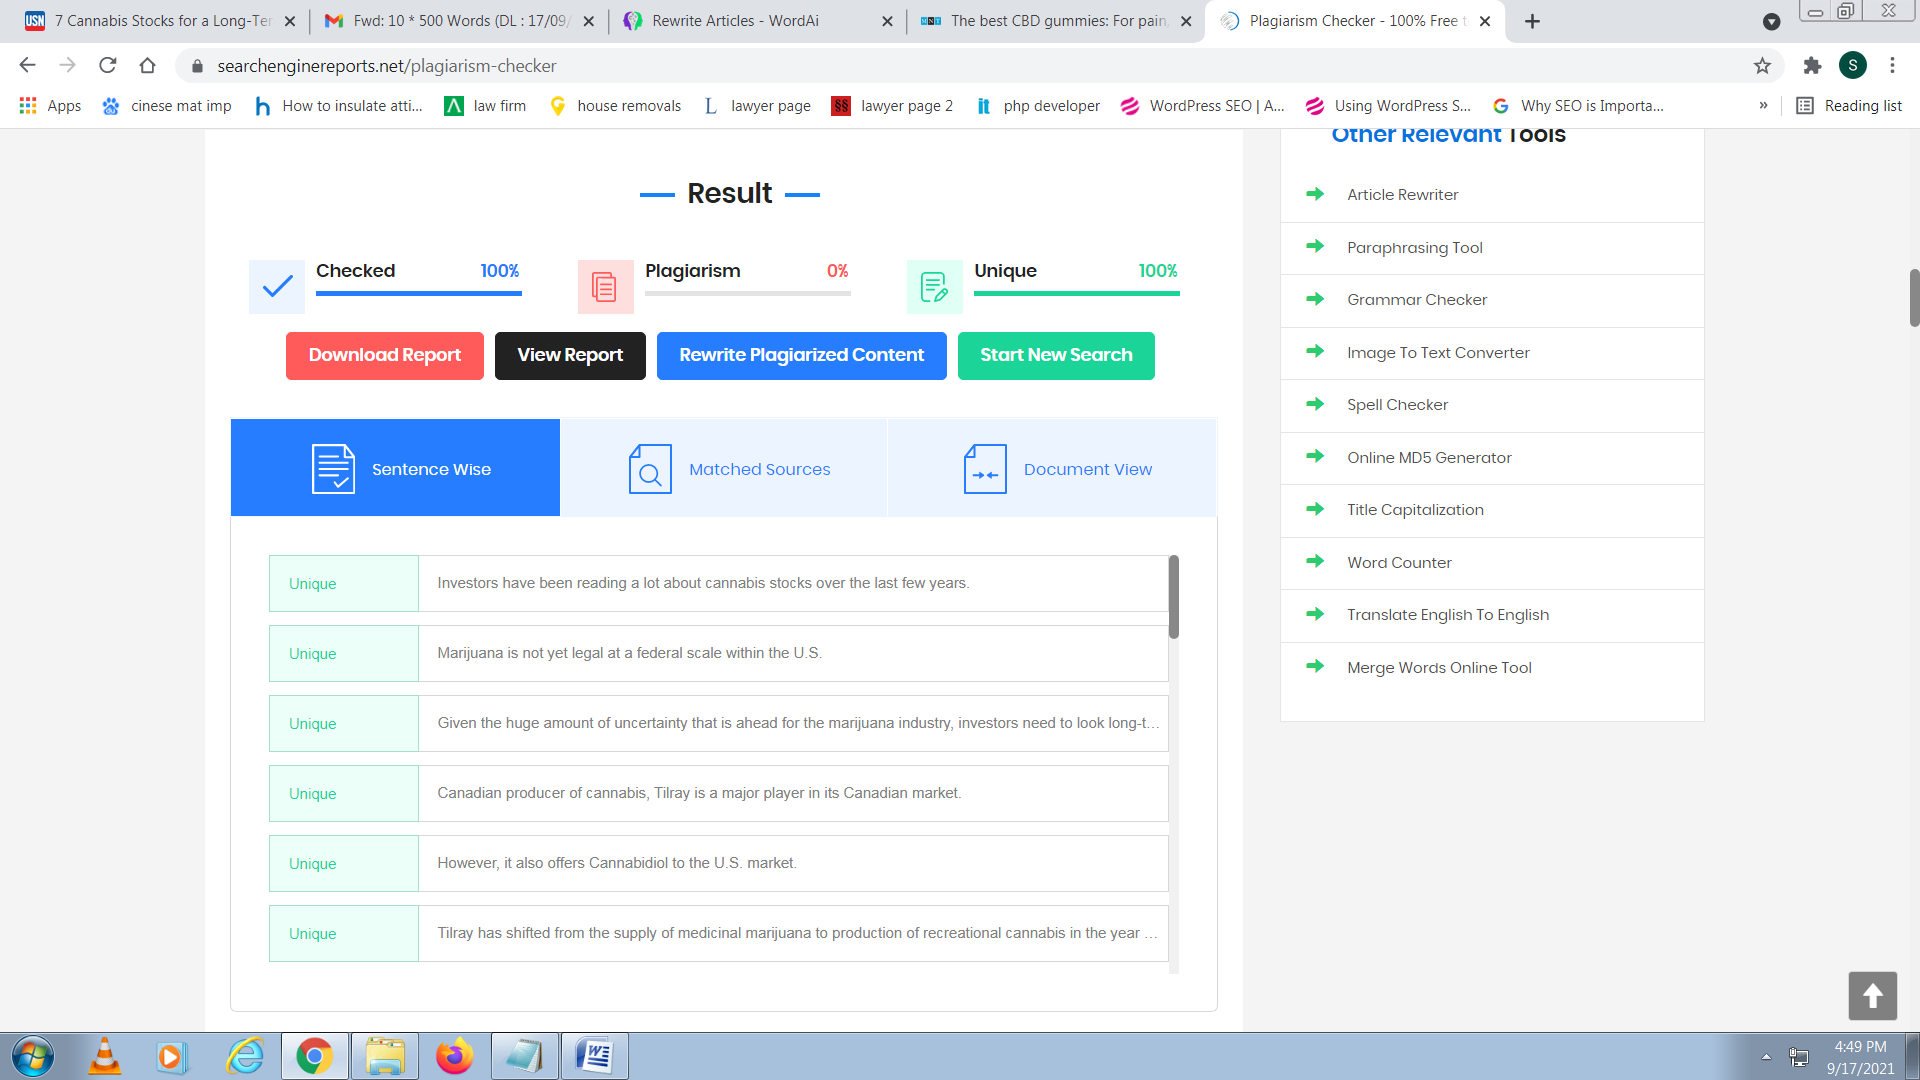 USN 7 Cannabis Stocks for a Long-Ter
Fwd: 10 * 500 Words (DL : 17/09/
Rewrite Articles - WordAi
MNT The best CBD gummies: For pain,
Plagiarism Checker - 100% Free t
searchenginereports.net/plagiarism-checker
S
Apps
cinese mat imp
How to insulate atti...
law firm
house removals
lawyer page
lawyer page 2
php developer
WordPress SEO | A...
Using WordPress S...
Why SEO is Importa...
»
Reading list
Result
Checked 100%
Plagiarism 0%
Unique 100%
Download Report
View Report
Rewrite Plagiarized Content
Start New Search
Sentence Wise
Matched Sources
Document View
Unique Investors have been reading a lot about cannabis stocks over the last few years.
Unique Marijuana is not yet legal at a federal scale within the U.S.
Unique Given the huge amount of uncertainty that is ahead for the marijuana industry, investors need to look long-t...
Unique Canadian producer of cannabis, Tilray is a major player in its Canadian market.
Unique However, it also offers Cannabidiol to the U.S. market.
Unique Tilray has shifted from the supply of medicinal marijuana to production of recreational cannabis in the year ...
Other Relevant Tools
Article Rewriter
Paraphrasing Tool
Grammar Checker
Image To Text Converter
Spell Checker
Online MD5 Generator
Title Capitalization
Word Counter
Translate English To English
Merge Words Online Tool
4:49 PM
9/17/2021